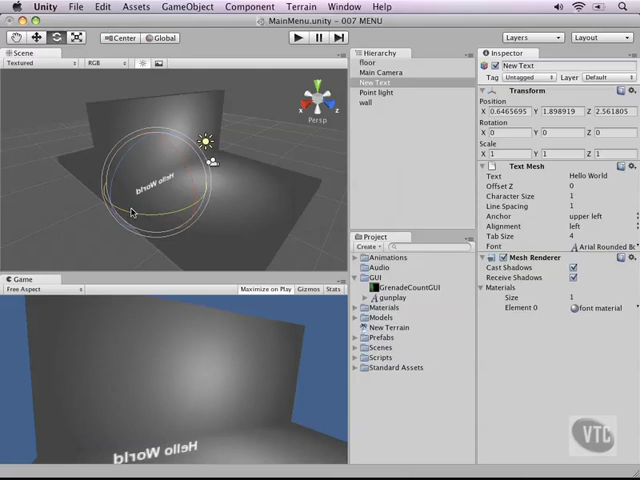 Unity File Edit Assets GameObject Component Terrain Window Help
MainMenu.unity - 007 MENU
Center Global Layers Layout
Scene
Textured RGB
Persp
Hello World
Game
Free Aspect Maximize on Play Gizmos Stats
Hello World
Hierarchy
floor
Main Camera
New Text
Point light
wall
Project
Create
Animations
Audio
GUI
GrenadeCountGUI
gunplay
Materials
Models
New Terrain
Prefabs
Scenes
Scripts
Standard Assets
Inspector
New Text
Tag Untagged Layer Default
Transform
Position
X 0.6465695 Y 1.898919 Z 2.561805
Rotation
X 0 Y 0 Z 0
Scale
X 1 Y 1 Z 1
Text Mesh
Text Hello World
Offset Z 0
Character Size 1
Line Spacing 1
Anchor upper left
Alignment left
Tab Size 4
Font Arial Rounded Bo
Mesh Renderer
Cast Shadows
Receive Shadows
Materials
Size 1
Element 0 font material
VTC